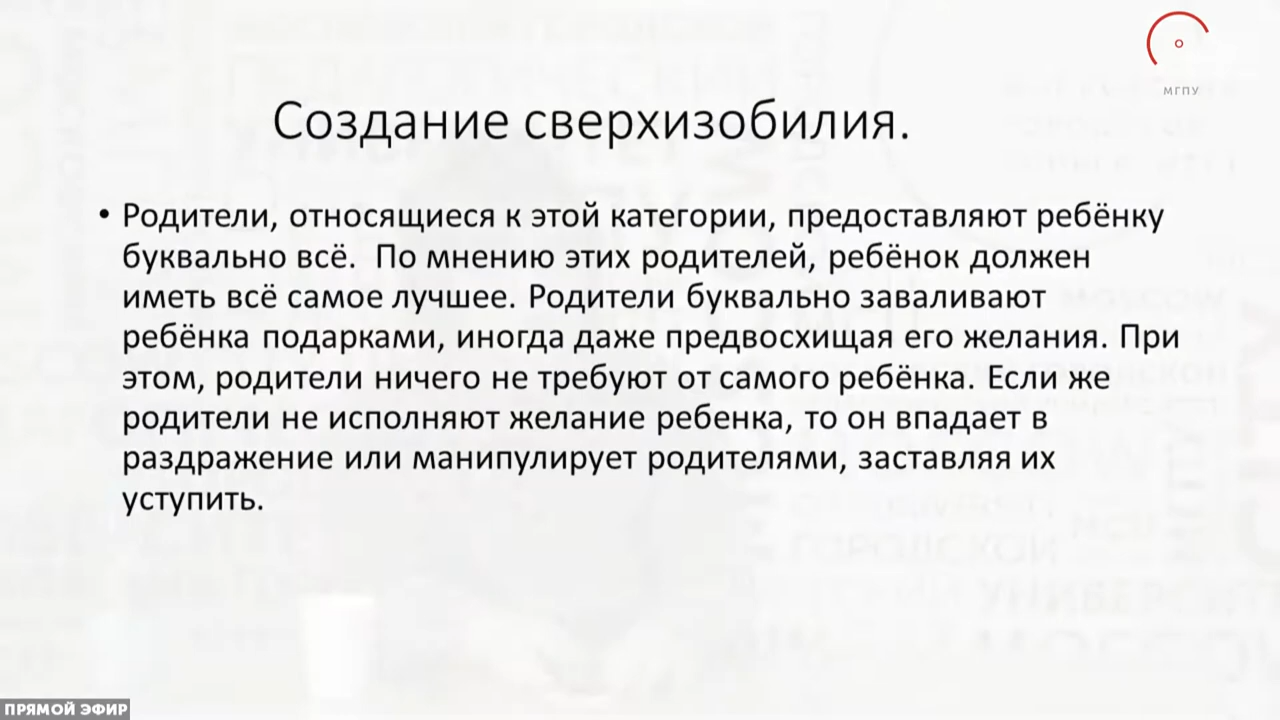 МГПУ
Создание сверхизобилия.
• Родители, относящиеся к этой категории, предоставляют ребёнку
буквально всё. По мнению этих родителей, ребёнок должен
иметь всё самое лучшее. Родители буквально заваливают
ребёнка подарками, иногда даже предвосхищая его желания. При
этом, родители ничего не требуют от самого ребёнка. Если же
родители не исполняют желание ребенка, то он впадает в
раздражение или манипулирует родителями, заставляя их
уступить.
ПРЯМОЙ ЭФИР